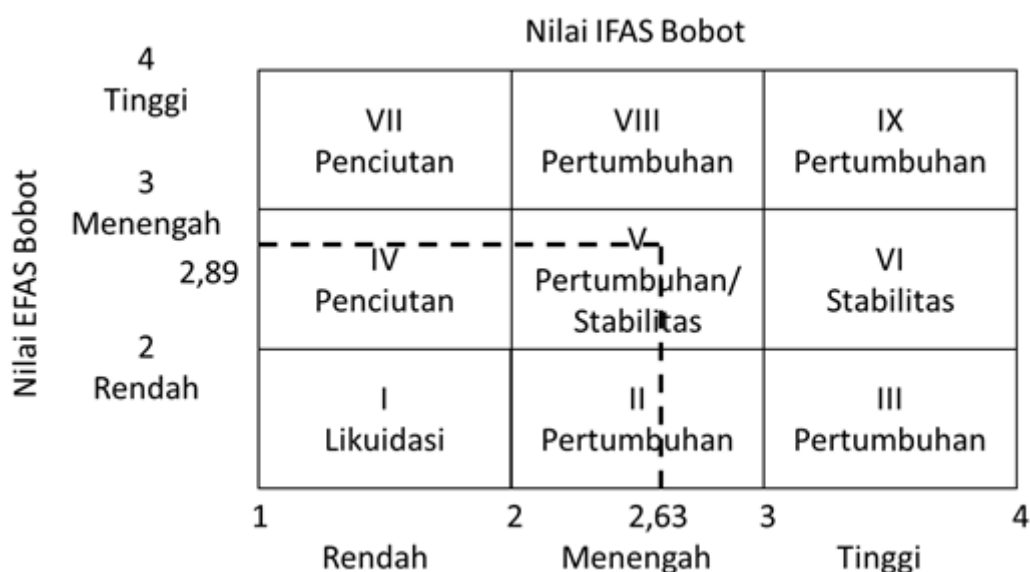 Nilai IFAS Bobot
Nilai EFAS Bobot
4
Tinggi
3
Menengah
2,89
2
Rendah
VII
Penciutan
VIII
Pertumbuhan
IX
Pertumbuhan
IV
Penciutan
V
Pertumbuhan/
Stabilitas
VI
Stabilitas
I
Likuidasi
II
Pertumbuhan
III
Pertumbuhan
1
2
2,63
3
4
Rendah
Menengah
Tinggi